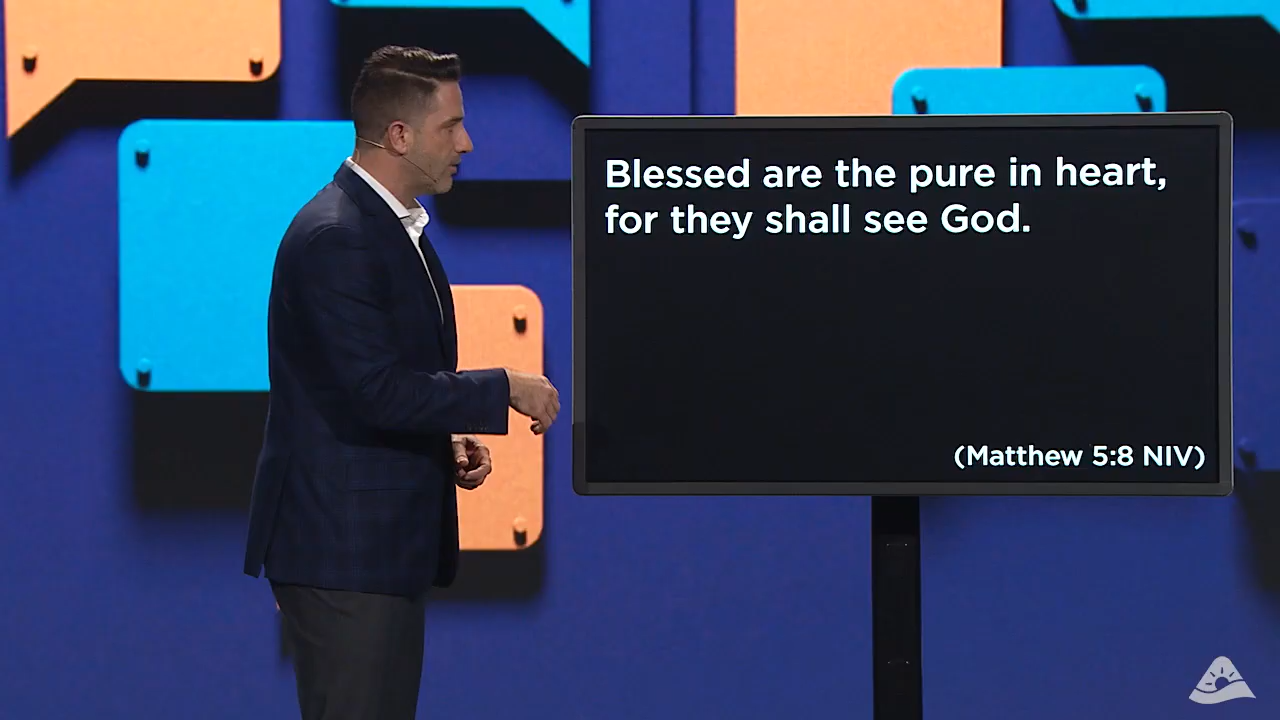 Blessed are the pure in heart,
for they shall see God.
(Matthew 5:8 NIV)